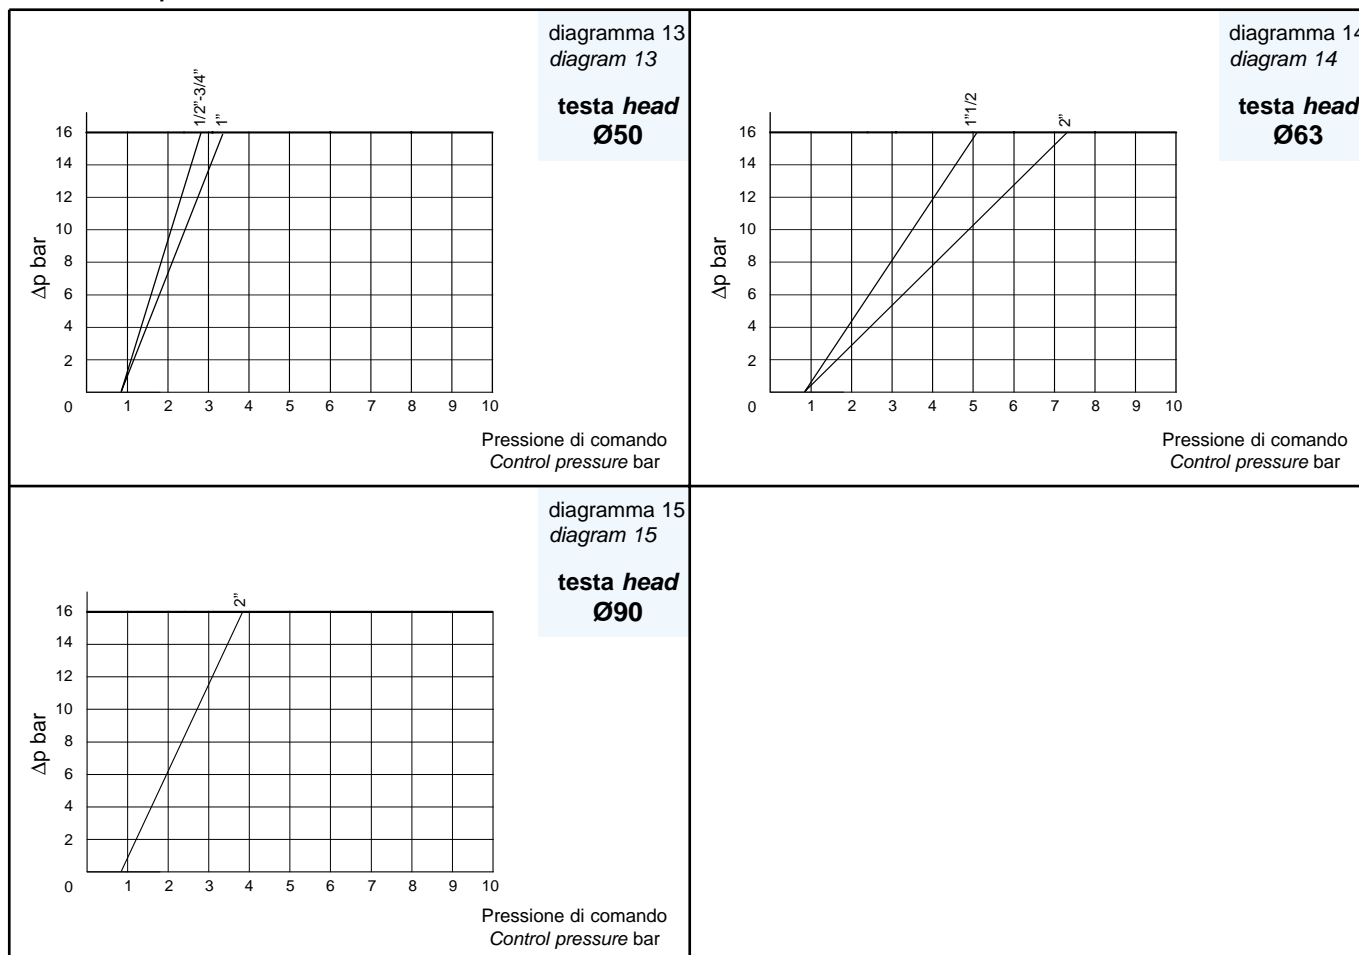 diagramma 13
diagram 13
testa head
Ø50
1/2"-3/4"
1"
16
14
12
10
8
6
4
2
0
Δp bar
1 2 3 4 5 6 7 8 9 10
Pressione di comando
Control pressure bar
diagramma 14
diagram 14
testa head
Ø63
1"1/2
2"
16
14
12
10
8
6
4
2
0
Δp bar
1 2 3 4 5 6 7 8 9 10
Pressione di comando
Control pressure bar
diagramma 15
diagram 15
testa head
Ø90
2"
16
14
12
10
8
6
4
2
0
Δp bar
1 2 3 4 5 6 7 8 9 10
Pressione di comando
Control pressure bar